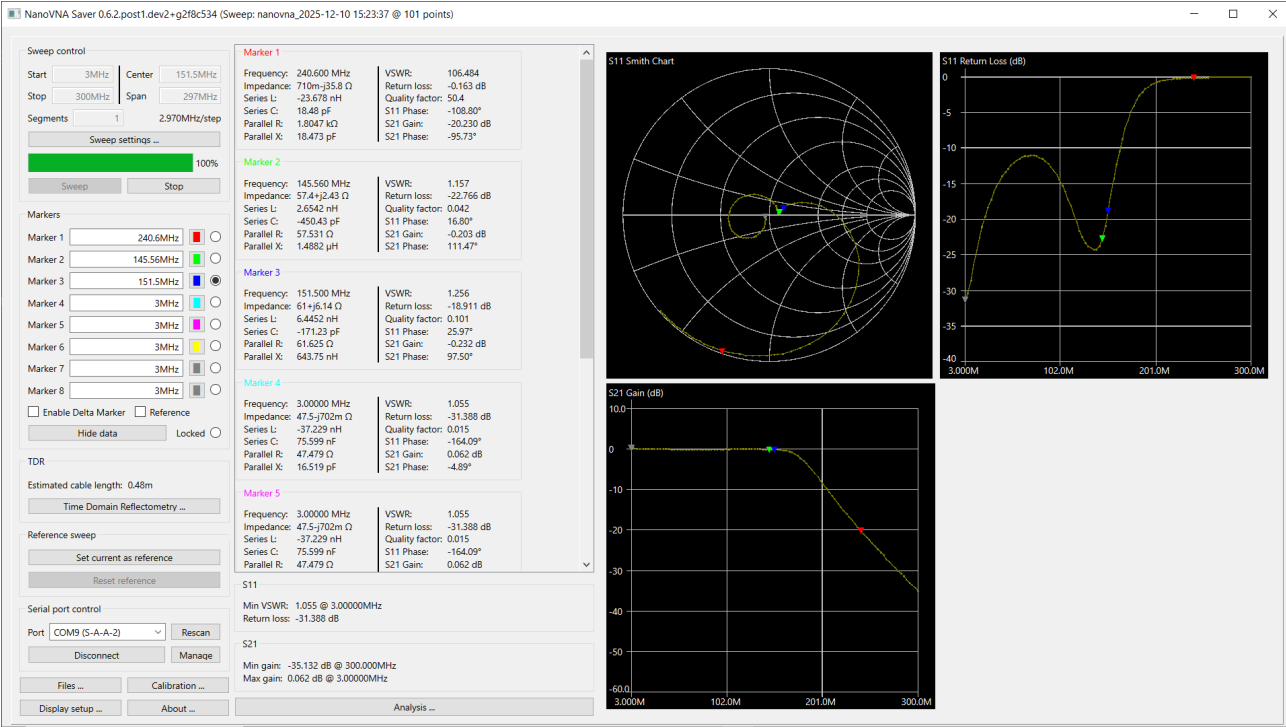 NanoVNA Saver 0.6.2.post1.dev2+g2f8c534 (Sweep: nanovna_2025-12-10 15:23:37 @ 101 points)
Sweep control
Start 3MHz Center 151.5MHz
Stop 300MHz Span 297MHz
Segments 1 2.970MHz/step
Sweep settings ...
100%
Sweep Stop
Markers
Marker 1 240.6MHz
Marker 2 145.56MHz
Marker 3 151.5MHz
Marker 4 3MHz
Marker 5 3MHz
Marker 6 3MHz
Marker 7 3MHz
Marker 8 3MHz
Enable Delta Marker Reference
Hide data Locked
TDR
Estimated cable length: 0.48m
Time Domain Reflectometry ...
Reference sweep
Set current as reference
Reset reference
Serial port control
Port COM9 (S-A-A-2) Rescan
Disconnect Manage
Files ... Calibration ...
Display setup ... About ...
Marker 1
Frequency: 240.600 MHz VSWR: 106.484
Impedance: 710m-j35.8 Ω Return loss: -0.163 dB
Series L: -23.678 nH Quality factor: 50.4
Series C: 18.48 pF S11 Phase: -108.80°
Parallel R: 1.8047 kΩ S21 Gain: -20.230 dB
Parallel X: 18.473 pF S21 Phase: -95.73°
Marker 2
Frequency: 145.560 MHz VSWR: 1.157
Impedance: 57.4+j2.43 Ω Return loss: -22.766 dB
Series L: 2.6542 nH Quality factor: 0.042
Series C: -450.43 pF S11 Phase: 16.80°
Parallel R: 57.531 Ω S21 Gain: -0.203 dB
Parallel X: 1.4882 µH S21 Phase: 111.47°
Marker 3
Frequency: 151.500 MHz VSWR: 1.256
Impedance: 61+j6.14 Ω Return loss: -18.911 dB
Series L: 6.4452 nH Quality factor: 0.101
Series C: -171.23 pF S11 Phase: 25.97°
Parallel R: 61.625 Ω S21 Gain: -0.232 dB
Parallel X: 643.75 nH S21 Phase: 97.50°
Marker 4
Frequency: 3.00000 MHz VSWR: 1.055
Impedance: 47.5-j702m Ω Return loss: -31.388 dB
Series L: -37.229 nH Quality factor: 0.015
Series C: 75.599 nF S11 Phase: -164.09°
Parallel R: 47.479 Ω S21 Gain: 0.062 dB
Parallel X: 16.519 pF S21 Phase: -4.89°
Marker 5
Frequency: 3.00000 MHz VSWR: 1.055
Impedance: 47.5-j702m Ω Return loss: -31.388 dB
Series L: -37.229 nH Quality factor: 0.015
Series C: 75.599 nF S11 Phase: -164.09°
Parallel R: 47.479 Ω S21 Gain: 0.062 dB
S11
Min VSWR: 1.055 @ 3.00000MHz
Return loss: -31.388 dB
S21
Min gain: -35.132 dB @ 300.000MHz
Max gain: 0.062 dB @ 3.00000MHz
Analysis ...
S11 Smith Chart
S11 Return Loss (dB)
0
-5
-10
-15
-20
-25
-30
-35
-40
3.000M 102.0M 201.0M 300.0M
S21 Gain (dB)
10.0
0
-10
-20
-30
-40
-50
-60.0
3.000M 102.0M 201.0M 300.0M